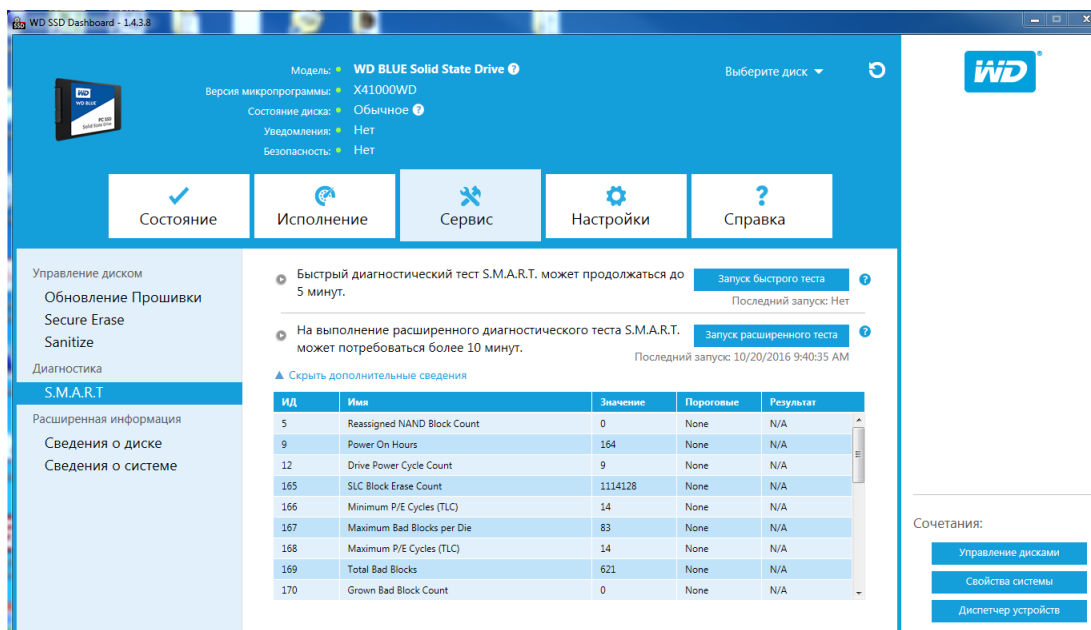 WD SSD Dashboard - 1.4.3.8
Модель: WD BLUE Solid State Drive ?
Версия микропрограммы: X41000WD
Состояние диска: Обычное ?
Уведомления: Нет
Безопасность: Нет
Выберите диск
WD
WD BLUE
Состояние
Исполнение
Сервис
Настройки
Справка
Управление диском
Обновление Прошивки
Secure Erase
Sanitize
Диагностика
S.M.A.R.T
Расширенная информация
Сведения о диске
Сведения о системе
Быстрый диагностический тест S.M.A.R.T. может продолжаться до
5 минут.
Запуск быстрого теста
Последний запуск: Нет
На выполнение расширенного диагностического теста S.M.A.R.T.
может потребоваться более 10 минут.
Запуск расширенного теста
Последний запуск: 10/20/2016 9:40:35 AM
Скрыть дополнительные сведения
ИД Имя Значение Пороговые Результат
5 Reassigned NAND Block Count 0 None N/A
9 Power On Hours 164 None N/A
12 Drive Power Cycle Count 9 None N/A
165 SLC Block Erase Count 1114128 None N/A
166 Minimum P/E Cycles (TLC) 14 None N/A
167 Maximum Bad Blocks per Die 83 None N/A
168 Maximum P/E Cycles (TLC) 14 None N/A
169 Total Bad Blocks 621 None N/A
170 Grown Bad Block Count 0 None N/A
WD
Сочетания:
Управление дисками
Свойства системы
Диспетчер устройств